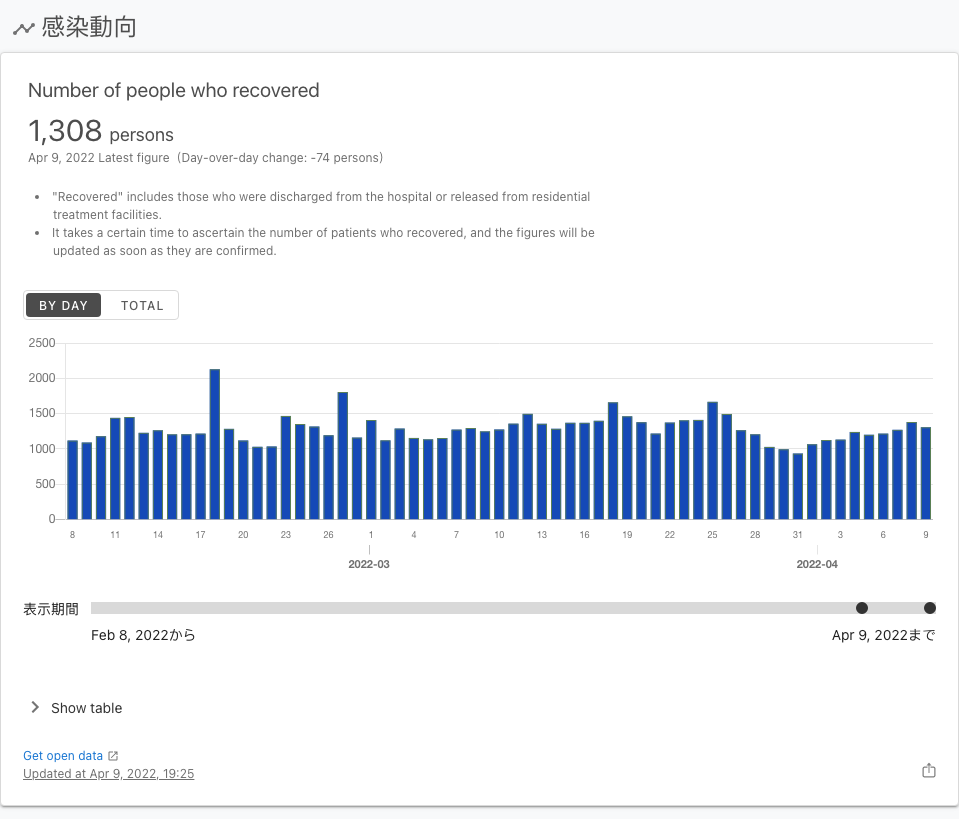 感染動向
Number of people who recovered
1,308 persons
Apr 9, 2022 Latest figure (Day-over-day change: -74 persons)
• "Recovered" includes those who were discharged from the hospital or released from residential
treatment facilities.
• It takes a certain time to ascertain the number of patients who recovered, and the figures will be
updated as soon as they are confirmed.
BY DAY TOTAL
2500
2000
1500
1000
500
0
8 11 14 17 20 23 26 1 4 7 10 13 16 19 22 25 28 31 3 6 9
2022-03 2022-04
表示期間
Feb 8, 2022から Apr 9, 2022まで
Show table
Get open data
Updated at Apr 9, 2022, 19:25